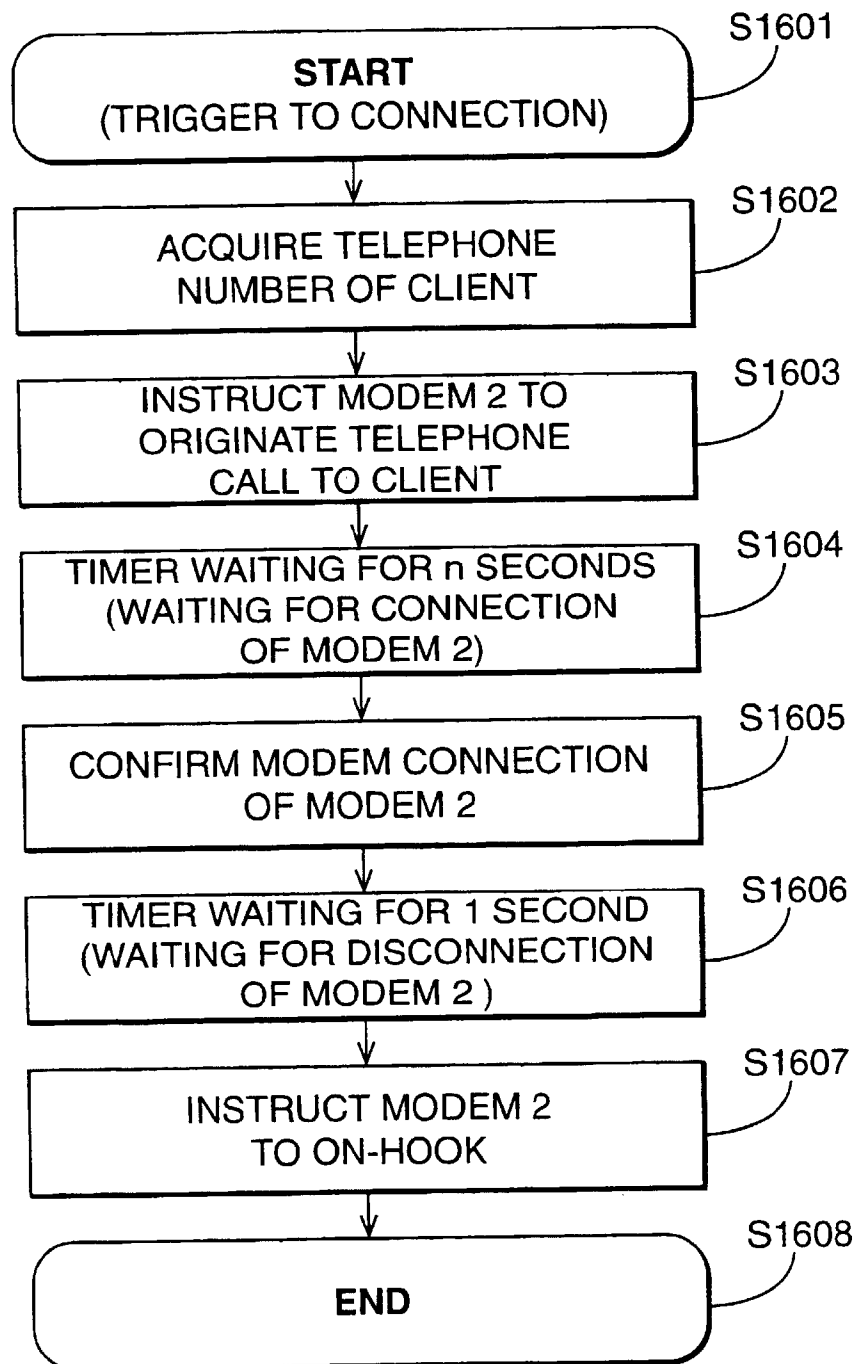 S1601
START
(TRIGGER TO CONNECTION)
S1602
ACQUIRE TELEPHONE
NUMBER OF CLIENT
S1603
INSTRUCT MODEM 2 TO
ORIGINATE TELEPHONE
CALL TO CLIENT
S1604
TIMER WAITING FOR n SECONDS
(WAITING FOR CONNECTION
OF MODEM 2)
S1605
CONFIRM MODEM CONNECTION
OF MODEM 2
S1606
TIMER WAITING FOR 1 SECOND
(WAITING FOR DISCONNECTION
OF MODEM 2 )
S1607
INSTRUCT MODEM 2
TO ON-HOOK
S1608
END